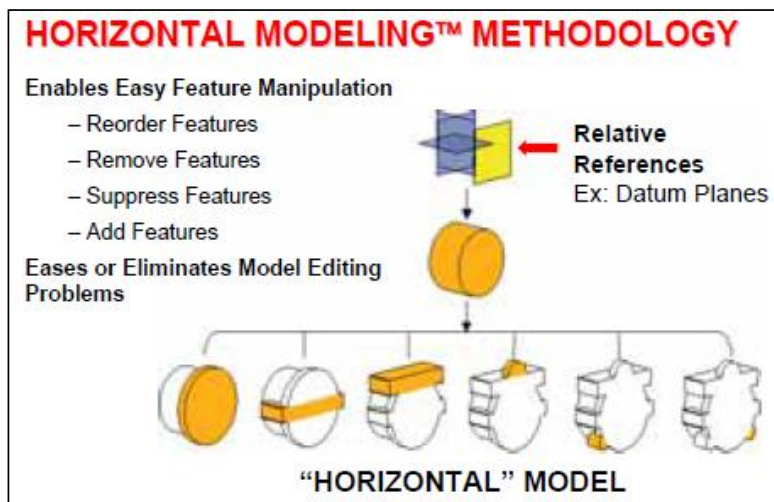 HORIZONTAL MODELING™ METHODOLOGY
Enables Easy Feature Manipulation
– Reorder Features
– Remove Features
– Suppress Features
– Add Features
Eases or Eliminates Model Editing
Problems
Relative
References
Ex: Datum Planes
“HORIZONTAL” MODEL